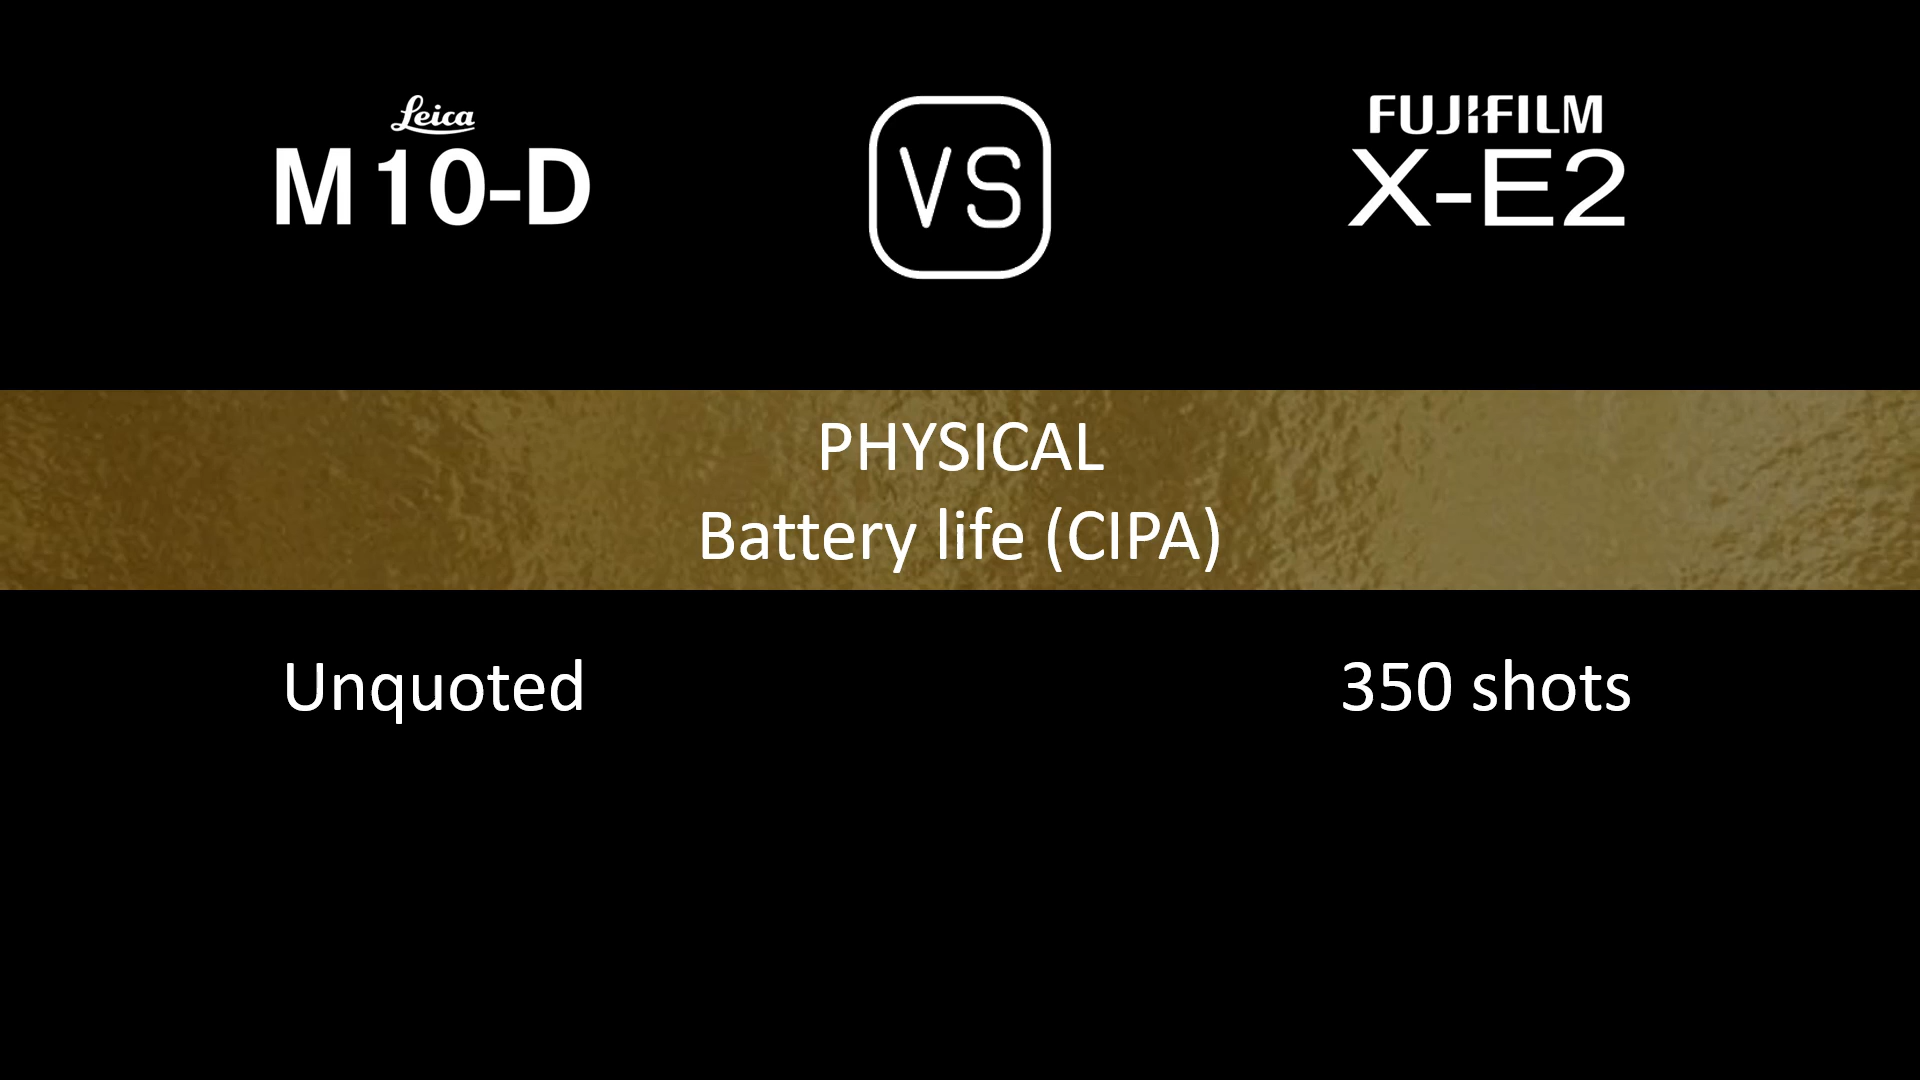 Leica
M10-D
VS
FUJIFILM
X-E2
PHYSICAL
Battery life (CIPA)
Unquoted
350 shots